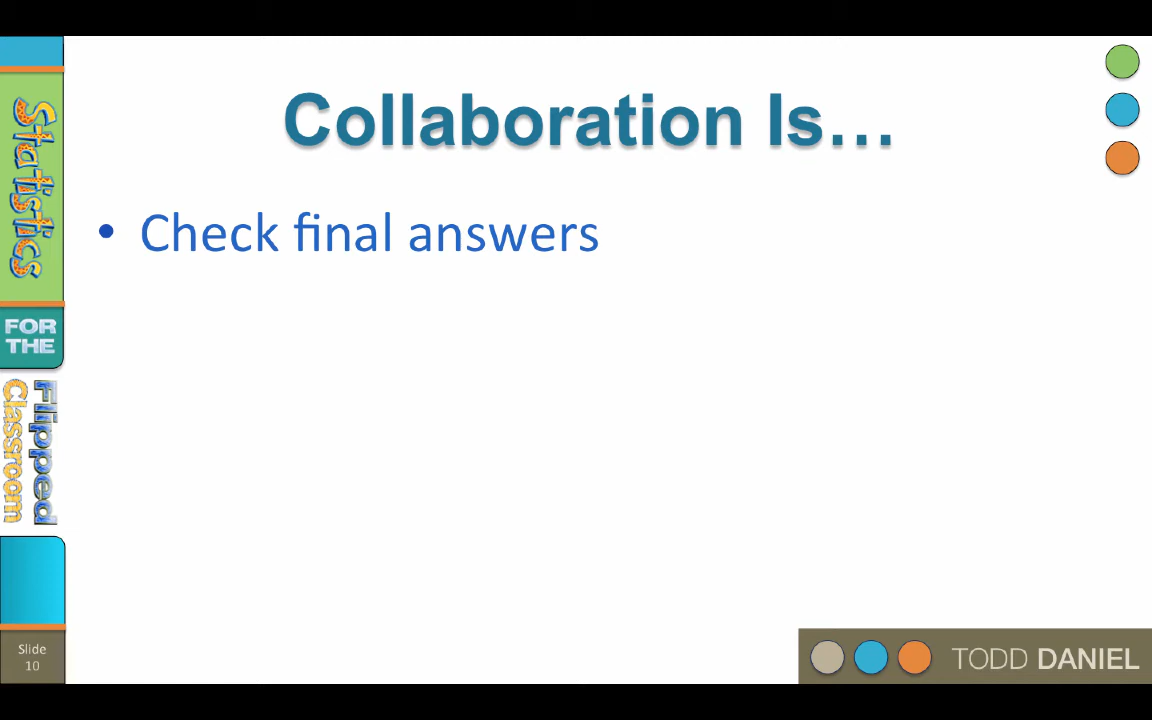 Collaboration Is…
• Check final answers
Statistics
FOR
THE
Flipped
Classroom
Slide
10
TODD DANIEL